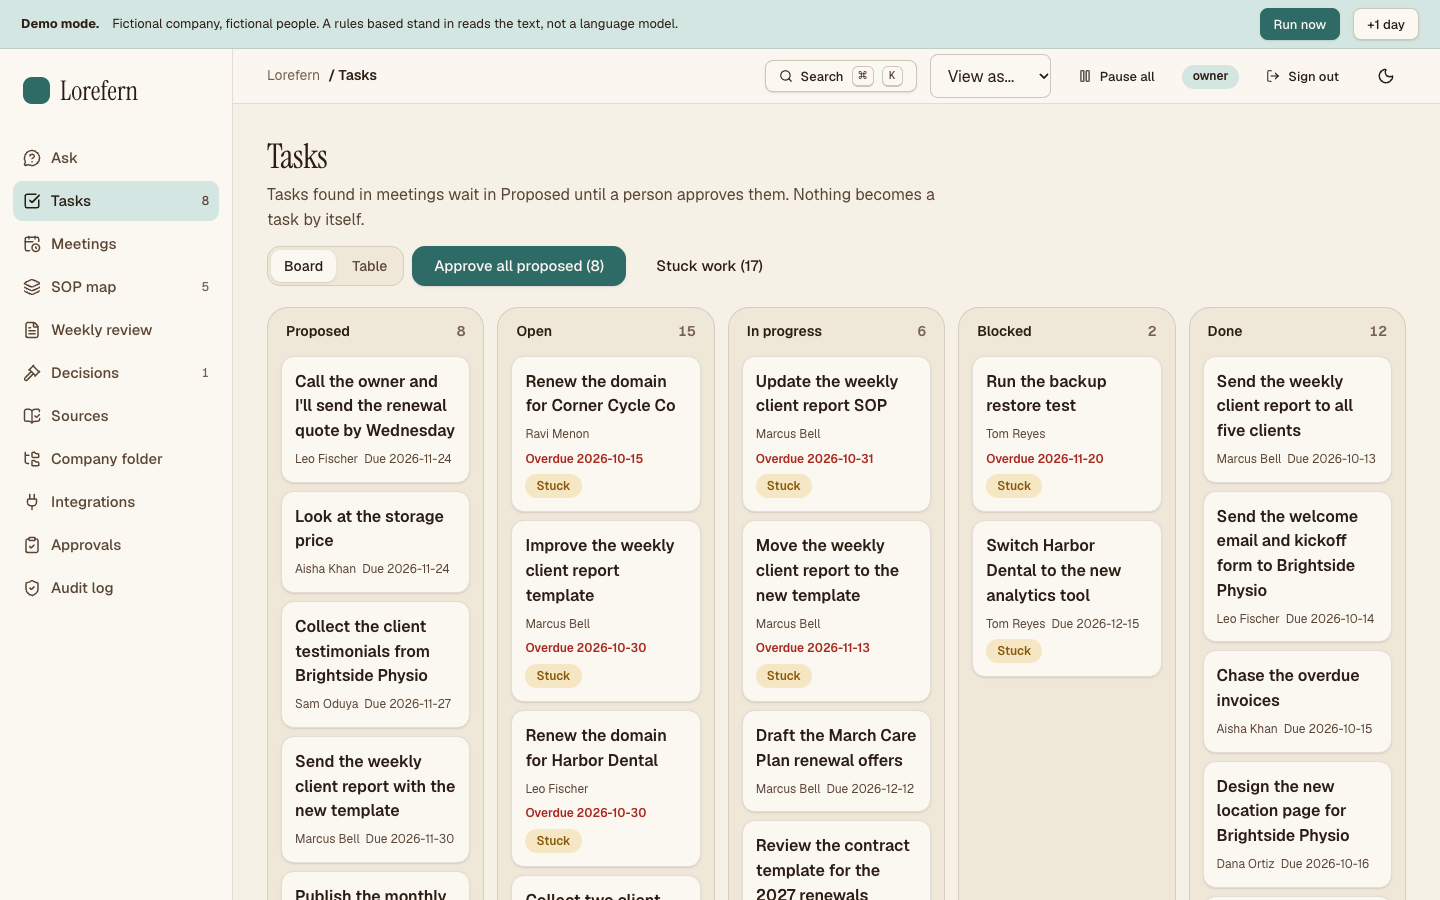 Demo mode. Fictional company, fictional people. A rules based stand in reads the text, not a language model.
Run now
+1 day
Lorefern
Lorefern / Tasks
Search ⌘ K
View as...
Pause all
owner
Sign out
Ask
Tasks 8
Meetings
SOP map 5
Weekly review
Decisions 1
Sources
Company folder
Integrations
Approvals
Audit log
Tasks
Tasks found in meetings wait in Proposed until a person approves them. Nothing becomes a
task by itself.
Board
Table
Approve all proposed (8)
Stuck work (17)
Proposed 8
Call the owner and
I'll send the renewal
quote by Wednesday
Leo Fischer Due 2026-11-24
Look at the storage
price
Aisha Khan Due 2026-11-24
Collect the client
testimonials from
Brightside Physio
Sam Oduya Due 2026-11-27
Send the weekly
client report with the
new template
Marcus Bell Due 2026-11-30
Publish the monthly
Open 15
Renew the domain
for Corner Cycle Co
Ravi Menon
Overdue 2026-10-15
Stuck
Improve the weekly
client report
template
Marcus Bell
Overdue 2026-10-30
Stuck
Renew the domain
for Harbor Dental
Leo Fischer
Overdue 2026-10-30
Stuck
Collect two client
In progress 6
Update the weekly
client report SOP
Marcus Bell
Overdue 2026-10-31
Stuck
Move the weekly
client report to the
new template
Marcus Bell
Overdue 2026-11-13
Stuck
Draft the March Care
Plan renewal offers
Marcus Bell Due 2026-12-12
Review the contract
template for the
2027 renewals
Blocked 2
Run the backup
restore test
Tom Reyes
Overdue 2026-11-20
Stuck
Switch Harbor
Dental to the new
analytics tool
Tom Reyes Due 2026-12-15
Stuck
Done 12
Send the weekly
client report to all
five clients
Marcus Bell Due 2026-10-13
Send the welcome
email and kickoff
form to Brightside
Physio
Leo Fischer Due 2026-10-14
Chase the overdue
invoices
Aisha Khan Due 2026-10-15
Design the new
location page for
Brightside Physio
Dana Ortiz Due 2026-10-16